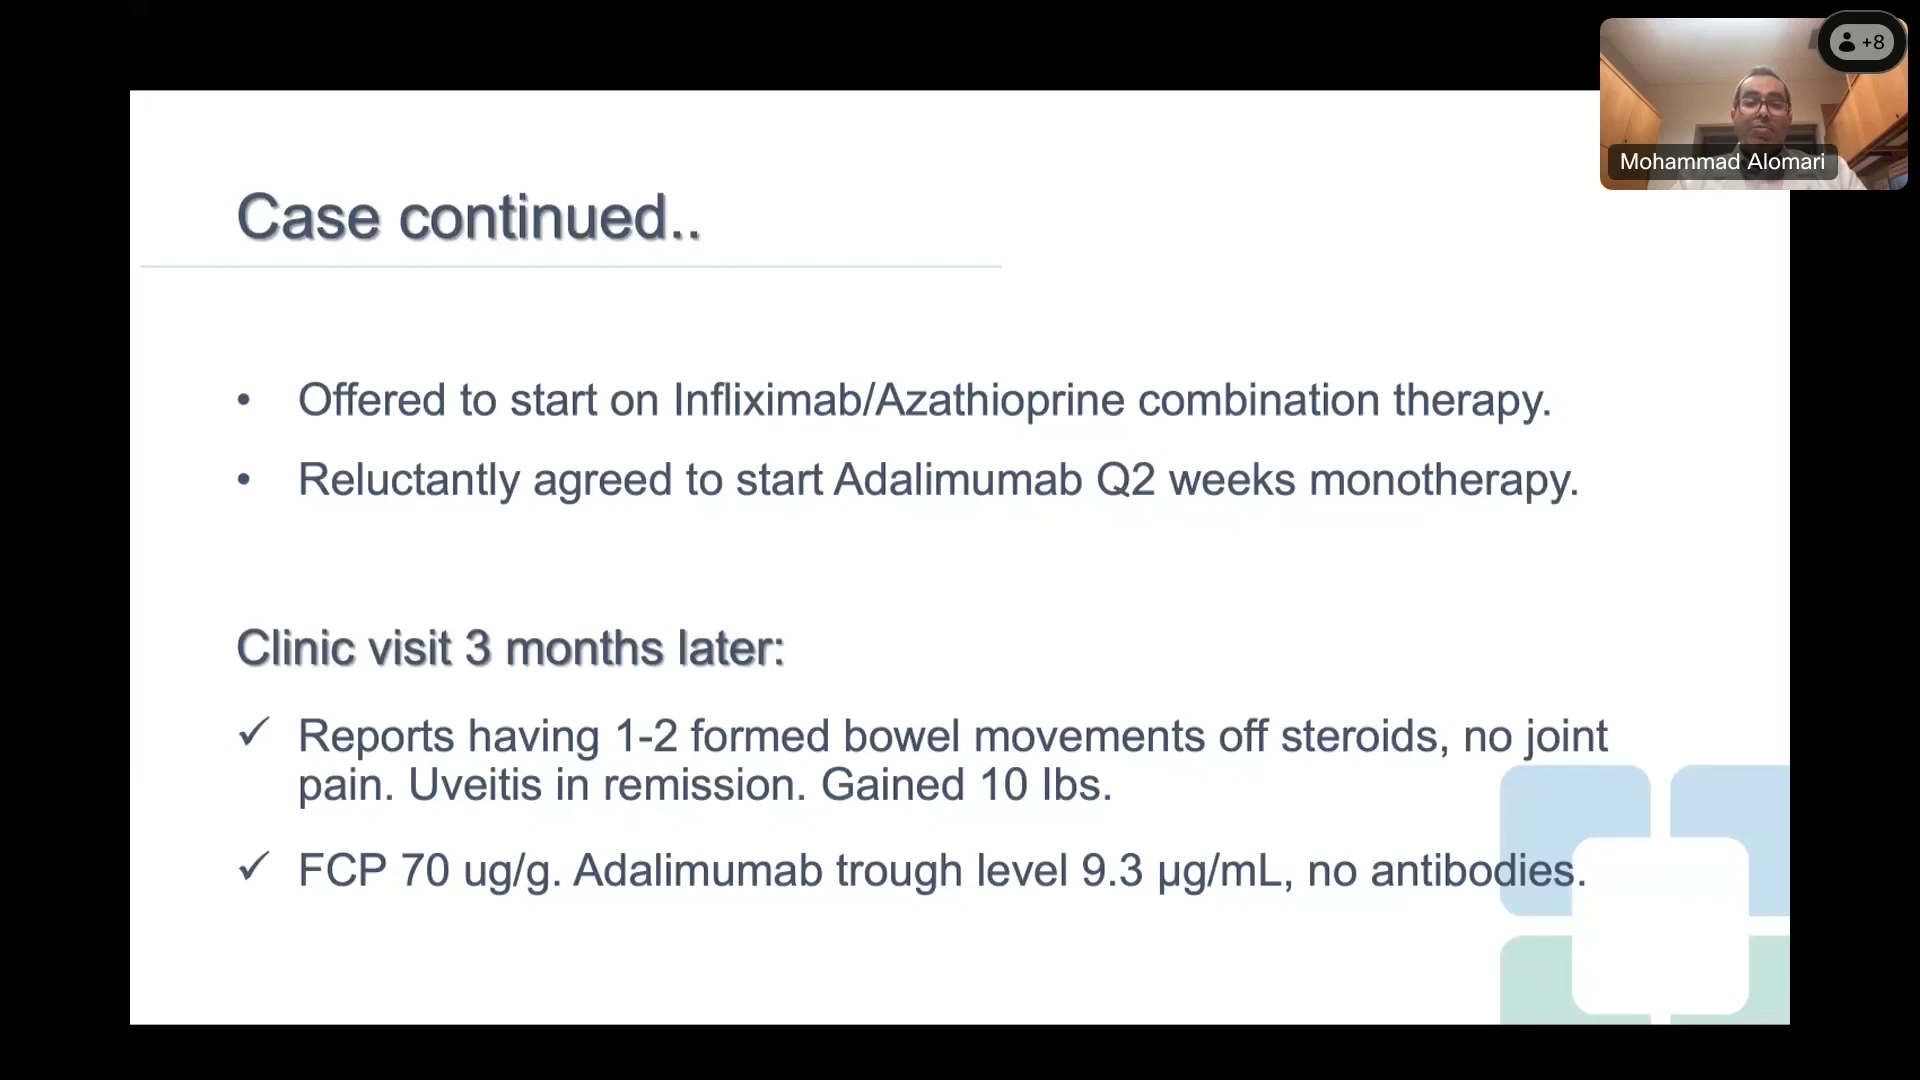 +8
Mohammad Alomari
Case continued..
• Offered to start on Infliximab/Azathioprine combination therapy.
• Reluctantly agreed to start Adalimumab Q2 weeks monotherapy.
Clinic visit 3 months later:
✓ Reports having 1-2 formed bowel movements off steroids, no joint
pain. Uveitis in remission. Gained 10 lbs.
✓ FCP 70 ug/g. Adalimumab trough level 9.3 µg/mL, no antibodies.